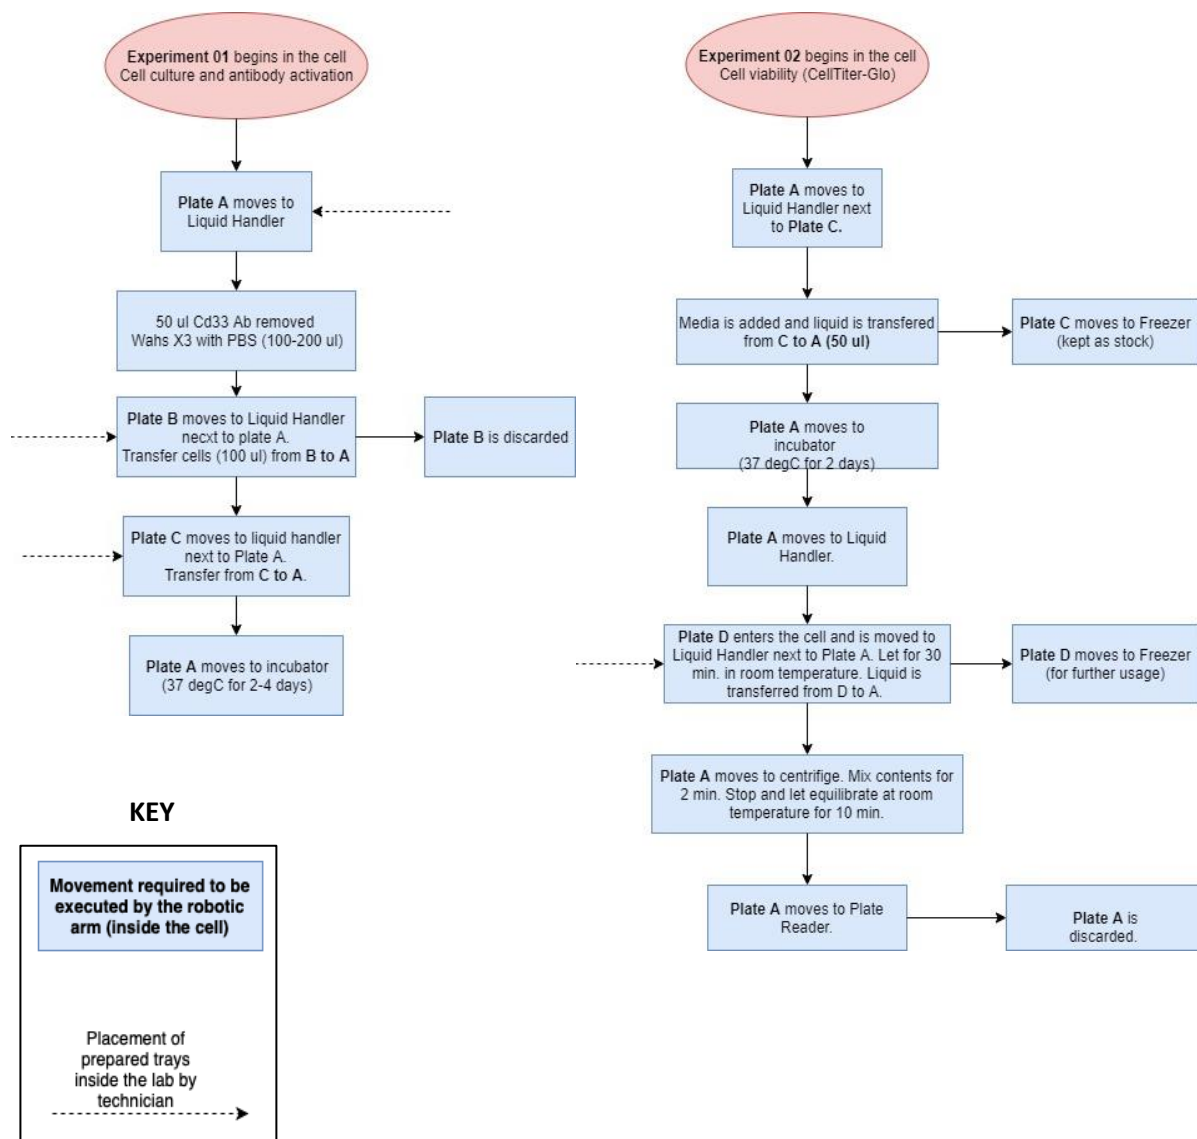 Experiment 01 begins in the cell
Cell culture and antibody activation
Plate A moves to
Liquid Handler
50 ul Cd33 Ab removed
Wahs X3 with PBS (100-200 ul)
Plate B moves to Liquid Handler
necxt to plate A.
Transfer cells (100 ul) from B to A
Plate B is discarded
Plate C moves to liquid handler
next to Plate A.
Transfer from C to A.
Plate A moves to incubator
(37 degC for 2-4 days)
KEY
Movement required to be
executed by the robotic
arm (inside the cell)
Placement of
prepared trays
inside the lab by
technician
Experiment 02 begins in the cell
Cell viability (CellTiter-Glo)
Plate A moves to
Liquid Handler next
to Plate C.
Media is added and liquid is transfered
from C to A (50 ul)
Plate C moves to Freezer
(kept as stock)
Plate A moves to
incubator
(37 degC for 2 days)
Plate A moves to Liquid
Handler.
Plate D enters the cell and is moved to
Liquid Handler next to Plate A. Let for 30
min. in room temperature. Liquid is
transferred from D to A.
Plate D moves to Freezer
(for further usage)
Plate A moves to centrifige. Mix contents for
2 min. Stop and let equilibrate at room
temperature for 10 min.
Plate A moves to Plate
Reader.
Plate A is
discarded.